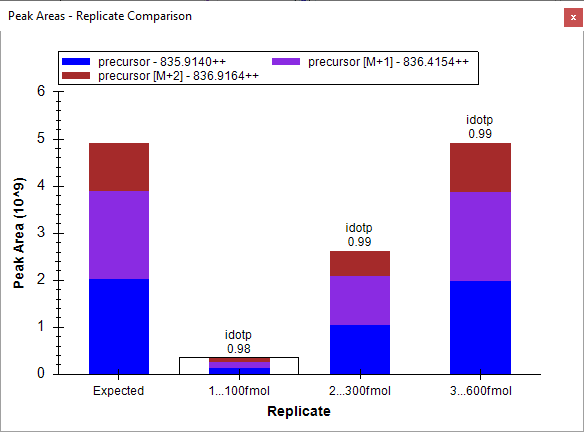 Peak Areas - Replicate Comparison
x
precursor - 835.9140++
precursor [M+1] - 836.4154++
precursor [M+2] - 836.9164++
Peak Area (10^9)
6
5
4
3
2
1
0
idotp
0.98
idotp
0.99
idotp
0.99
Expected
1...100fmol
2...300fmol
3...600fmol
Replicate